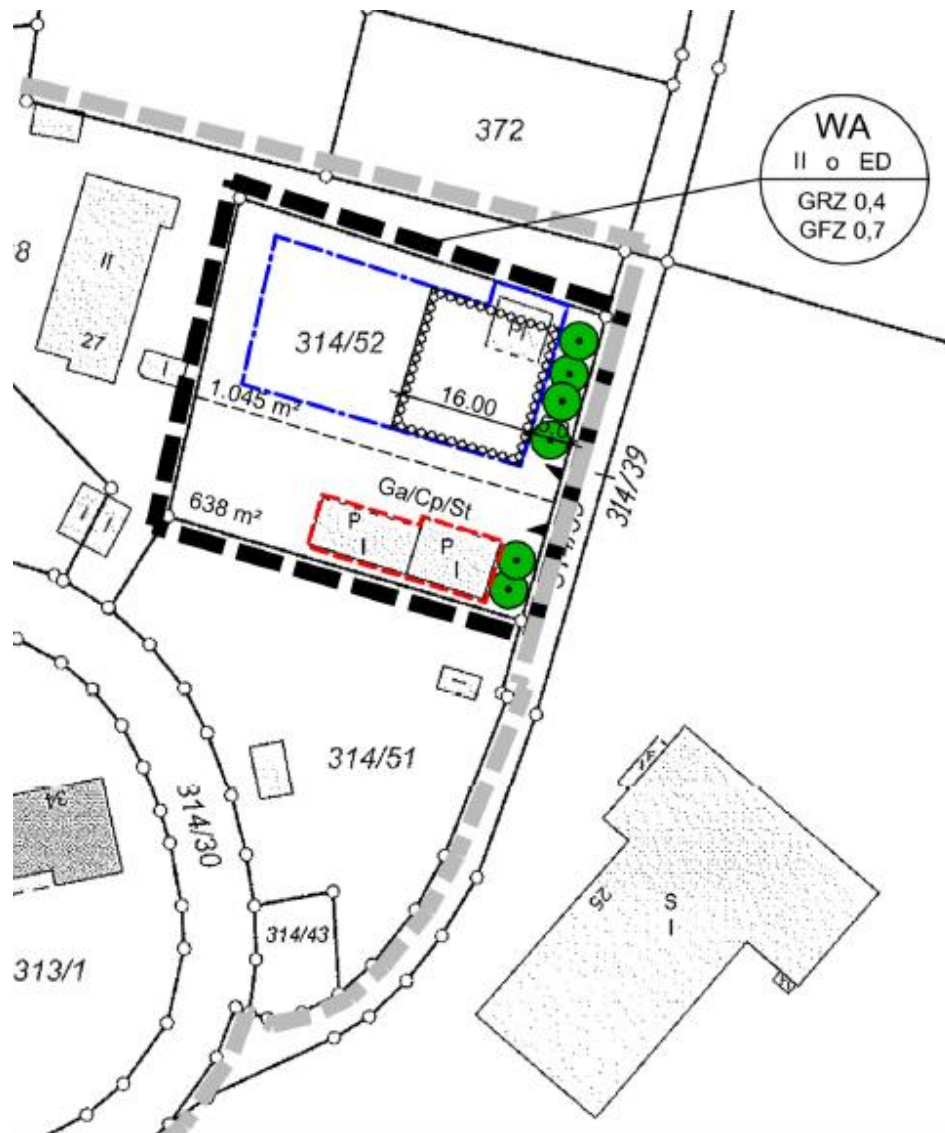 372
WA
II o ED
GRZ 0,4
GFZ 0,7
8
II
27
I
314/52
1.045 m²
16.00
314/39
638 m²
Ga/Cp/St
P
I
P
I
314/51
34
314/30
25
S
I
314/43
313/1